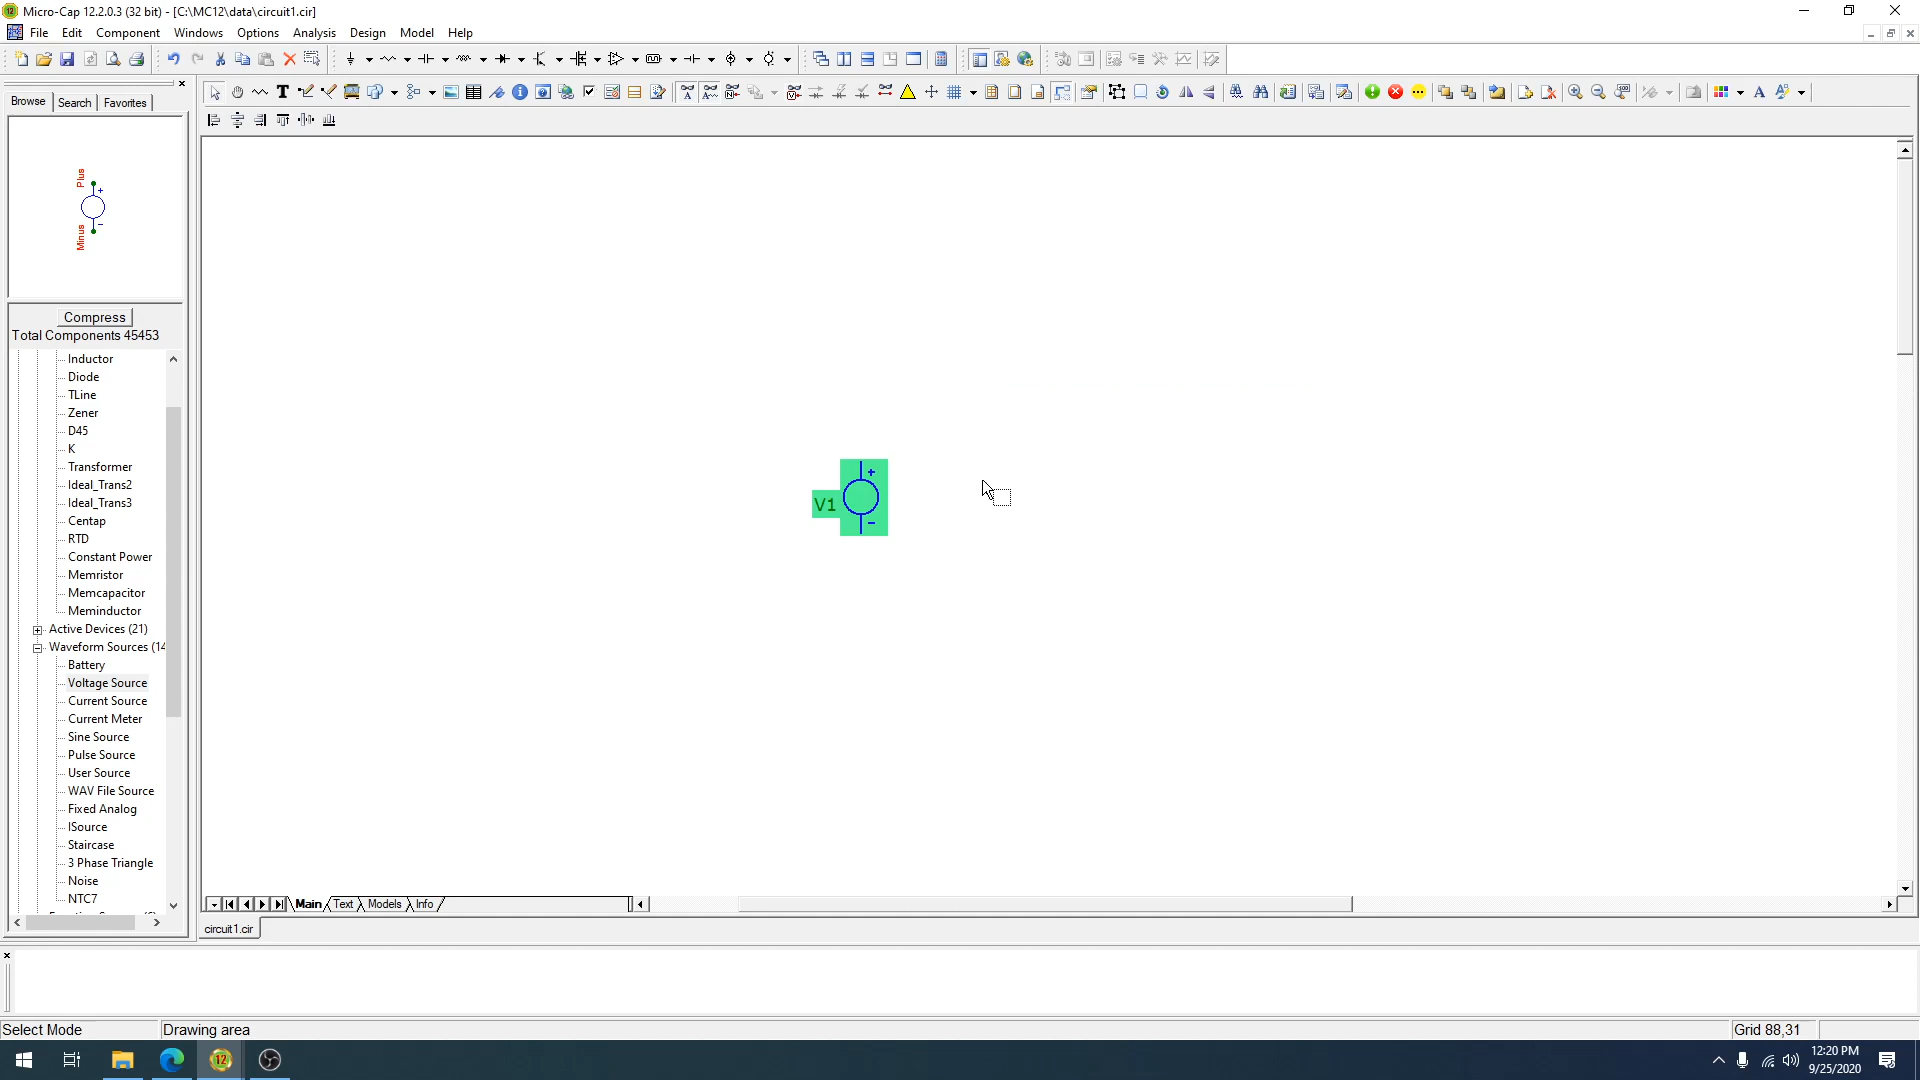 Micro-Cap 12.2.0.3 (32 bit) - [C:\MC12\data\circuit1.cir]
File Edit Component Windows Options Analysis Design Model Help
Browse Search Favorites
Plus
+
-
Minus
Compress
Total Components 45453
Inductor
Diode
TLine
Zener
D45
K
Transformer
Ideal_Trans2
Ideal_Trans3
Centap
RTD
Constant Power
Memristor
Memcapacitor
Meminductor
Active Devices (21)
Waveform Sources (14
Battery
Voltage Source
Current Source
Current Meter
Sine Source
Pulse Source
User Source
WAV File Source
Fixed Analog
ISource
Staircase
3 Phase Triangle
Noise
NTC7
V1
+
-
Main Text Models Info
circuit1.cir
Select Mode Drawing area Grid 88,31
12:20 PM
9/25/2020